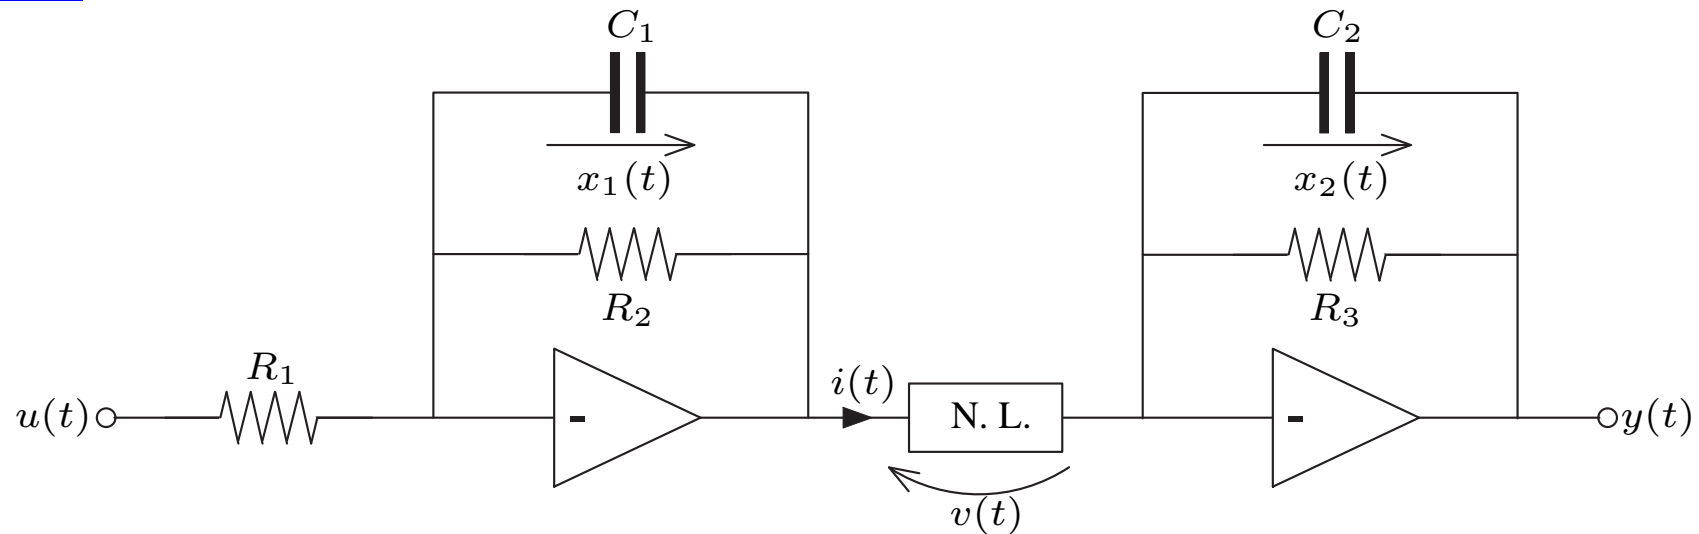 C₁
C₂
x₁(t)
x₂(t)
R₂
R₃
R₁
i(t)
u(t)
-
N. L.
-
y(t)
v(t)